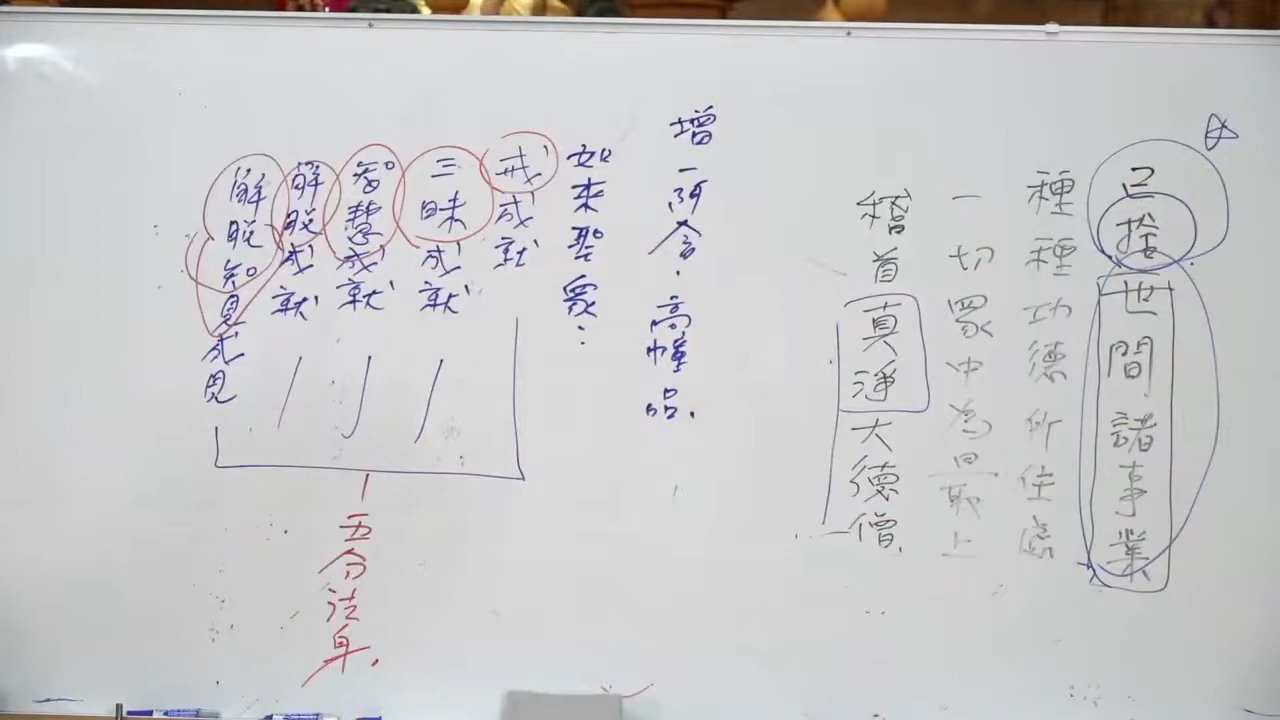 已捨世間諸事業
種種功德所住處
一切眾中為最上
稽首真淨大德僧.
增一阿含.高幢品.
如來聖眾:
戒成就
三昧成就
智慧成就
解脫成就
解脫知見成見
五分法身.